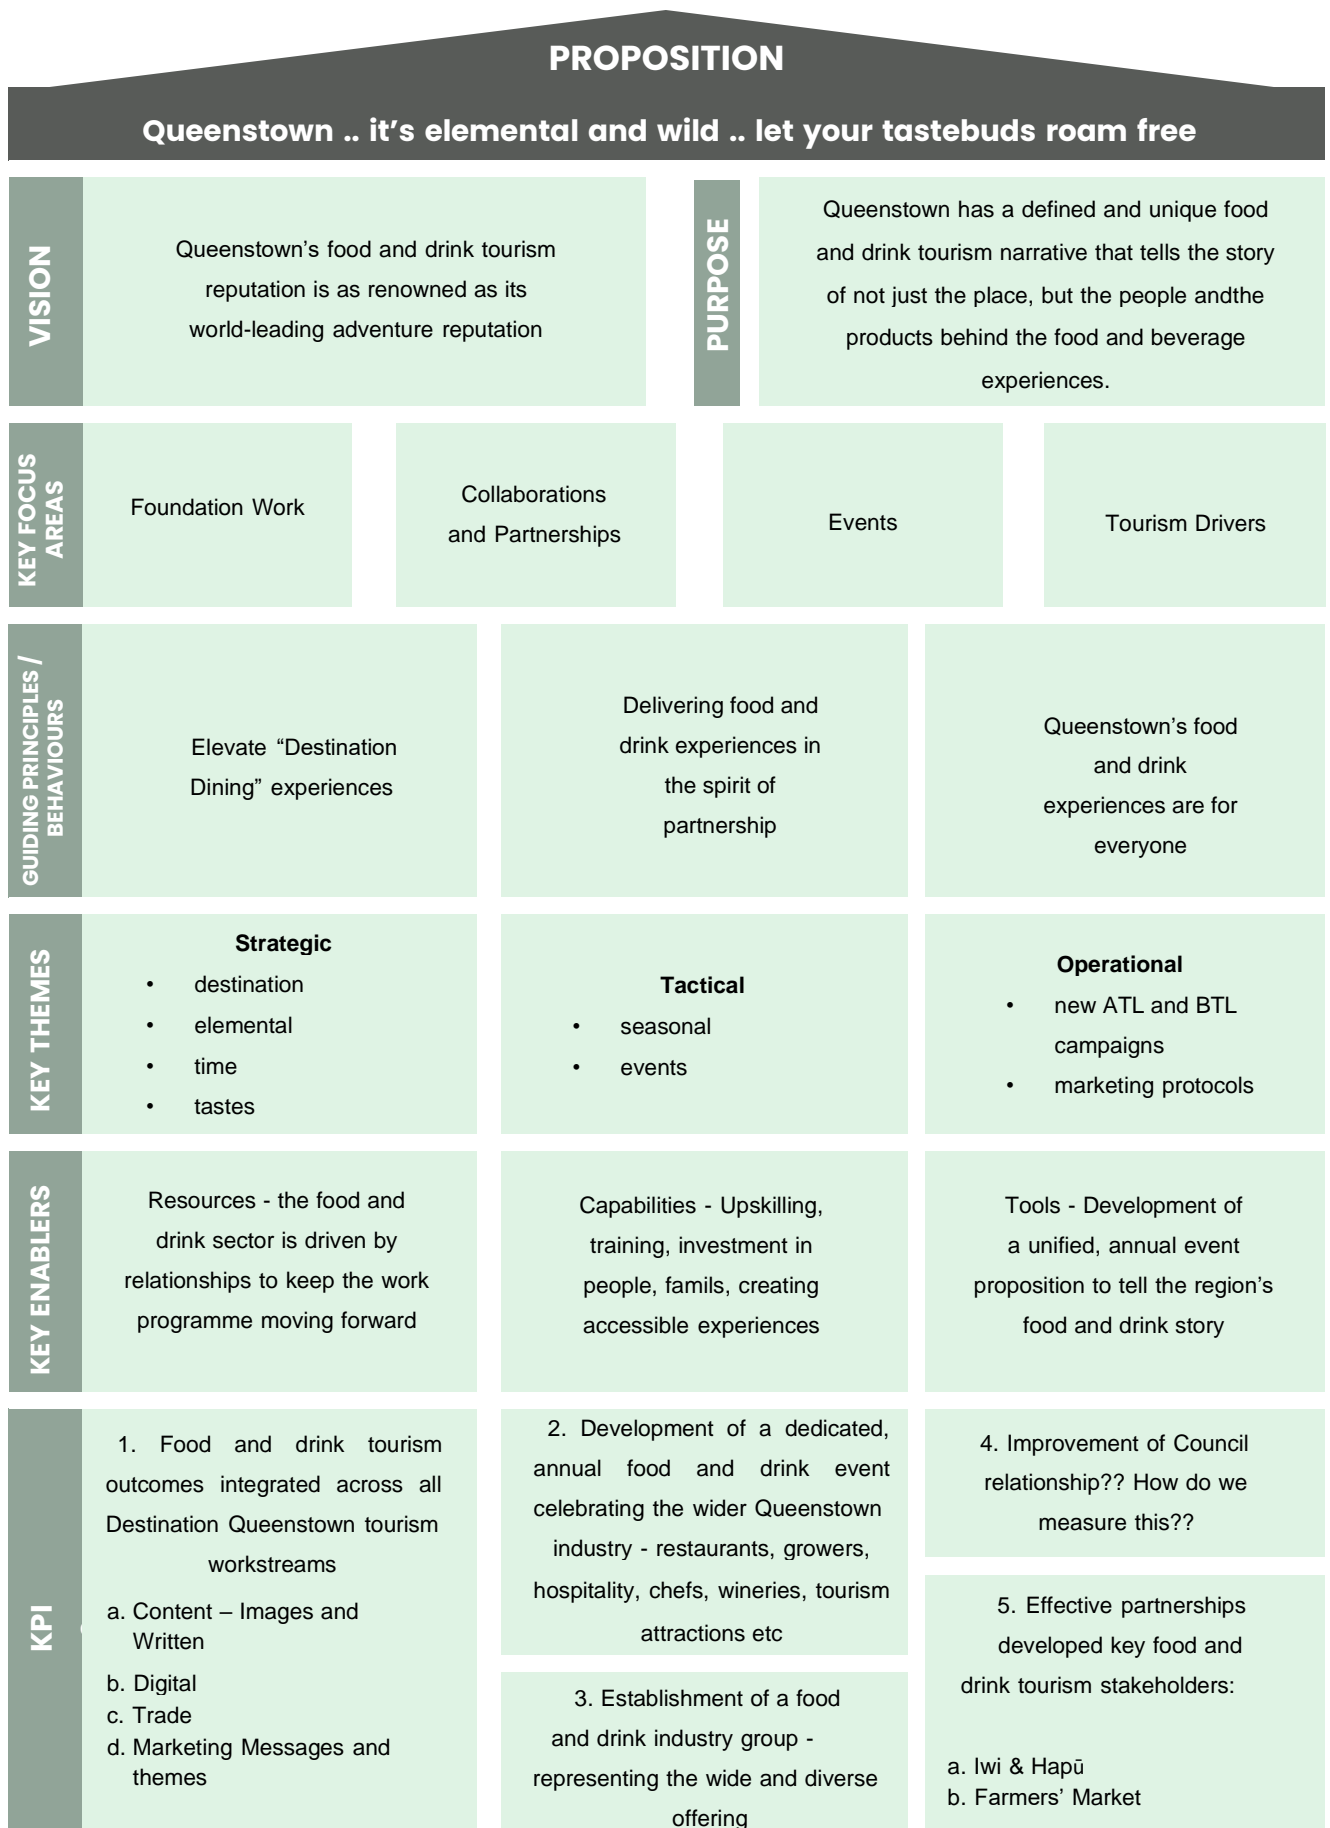 PROPOSITION
Queenstown .. it's elemental and wild .. let your tastebuds roam free
VISION
Queenstown's food and drink tourism
reputation is as renowned as its
world-leading adventure reputation
PURPOSE
Queenstown has a defined and unique food
and drink tourism narrative that tells the story
of not just the place, but the people andthe
products behind the food and beverage
experiences.
KEY FOCUS
AREAS
Foundation Work
Collaborations
and Partnerships
Events
Tourism Drivers
GUIDING PRINCIPLES /
BEHAVIOURS
Elevate “Destination
Dining” experiences
Delivering food and
drink experiences in
the spirit of
partnership
Queenstown's food
and drink
experiences are for
everyone
KEY THEMES
Strategic
• destination
• elemental
• time
• tastes
Tactical
• seasonal
• events
Operational
• new ATL and BTL
campaigns
• marketing protocols
KEY ENABLERS
Resources - the food and
drink sector is driven by
relationships to keep the work
programme moving forward
Capabilities - Upskilling,
training, investment in
people, famils, creating
accessible experiences
Tools - Development of
a unified, annual event
proposition to tell the region's
food and drink story
KPI
1. Food and drink tourism
outcomes integrated across all
Destination Queenstown tourism
workstreams
a. Content – Images and
Written
b. Digital
c. Trade
d. Marketing Messages and
themes
2. Development of a dedicated,
annual food and drink event
celebrating the wider Queenstown
industry - restaurants, growers,
hospitality, chefs, wineries, tourism
attractions etc
3. Establishment of a food
and drink industry group -
representing the wide and diverse
offering
4. Improvement of Council
relationship?? How do we
measure this??
5. Effective partnerships
developed key food and
drink tourism stakeholders:
a. Iwi & Hapū
b. Farmers' Market